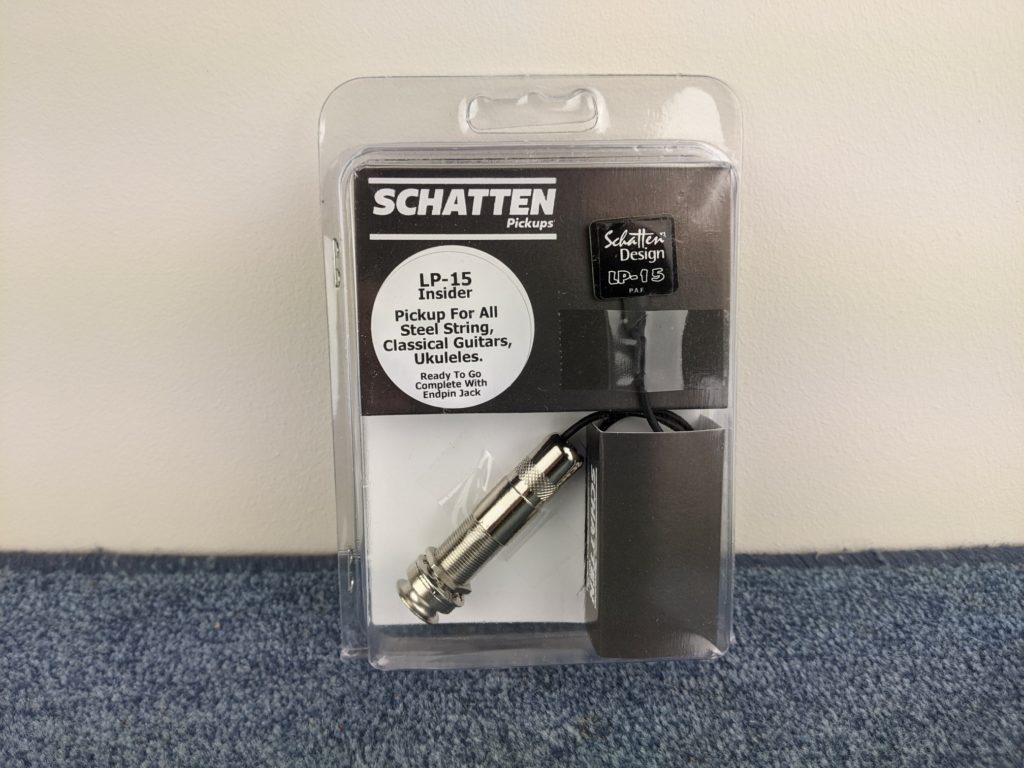 SCHATTEN
Pickups
Schatten
Design
LP-15
P.A.F.
LP-15
Insider
Pickup For All
Steel String,
Classical Guitars,
Ukuleles.
Ready To Go
Complete With
Endpin Jack